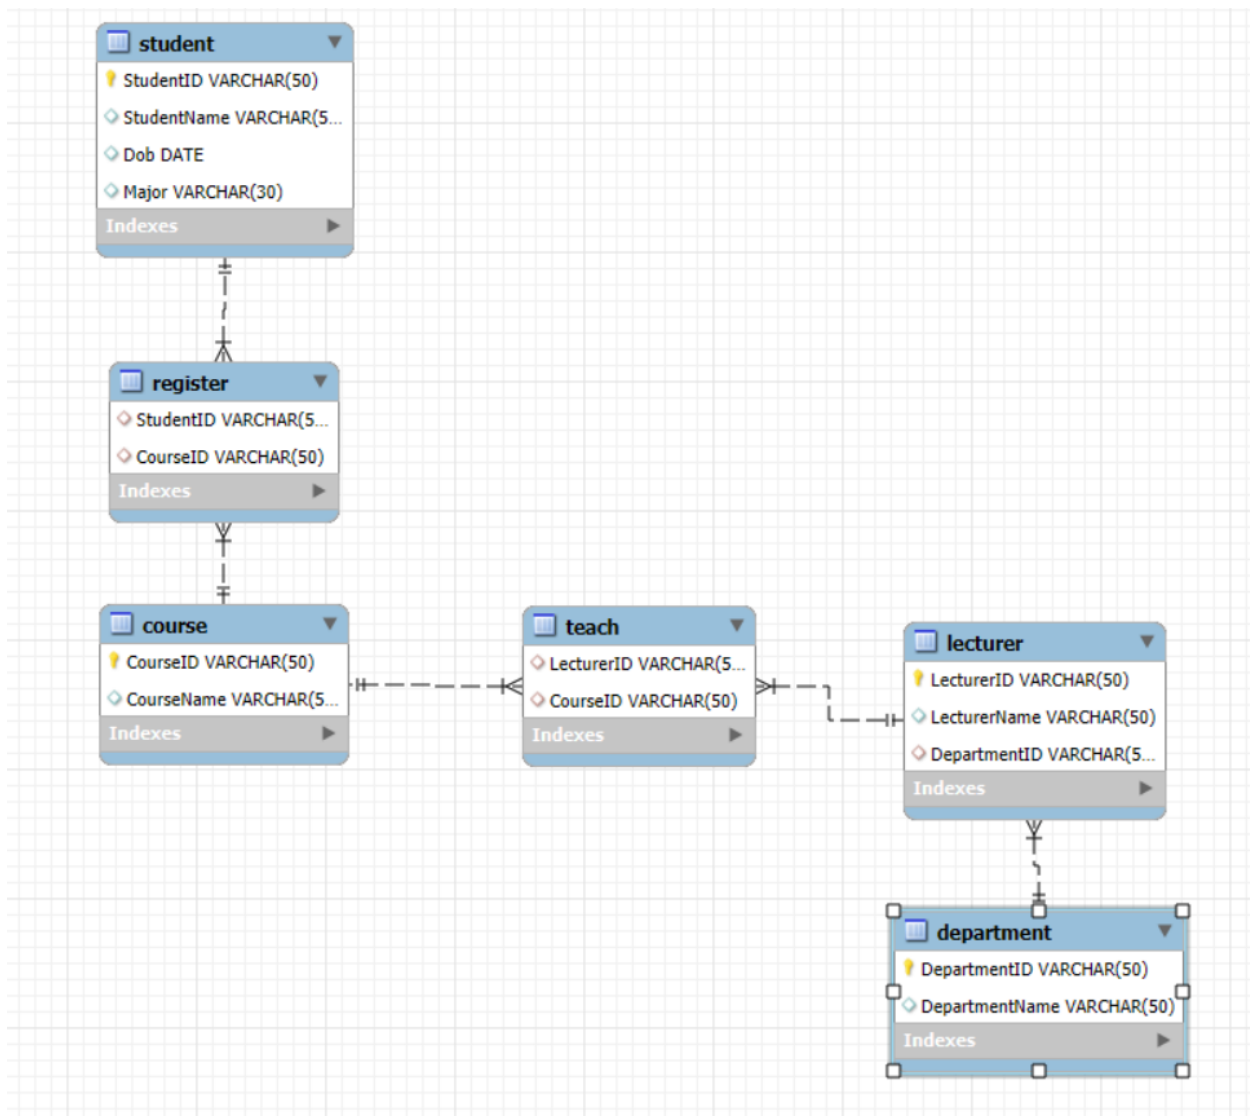 student
StudentID VARCHAR(50)
StudentName VARCHAR(5...
Dob DATE
Major VARCHAR(30)
Indexes
register
StudentID VARCHAR(5...
CourseID VARCHAR(50)
Indexes
course
CourseID VARCHAR(50)
CourseName VARCHAR(5...
Indexes
teach
LecturerID VARCHAR(5...
CourseID VARCHAR(50)
Indexes
lecturer
LecturerID VARCHAR(50)
LecturerName VARCHAR(50)
DepartmentID VARCHAR(5...
Indexes
department
DepartmentID VARCHAR(50)
DepartmentName VARCHAR(50)
Indexes